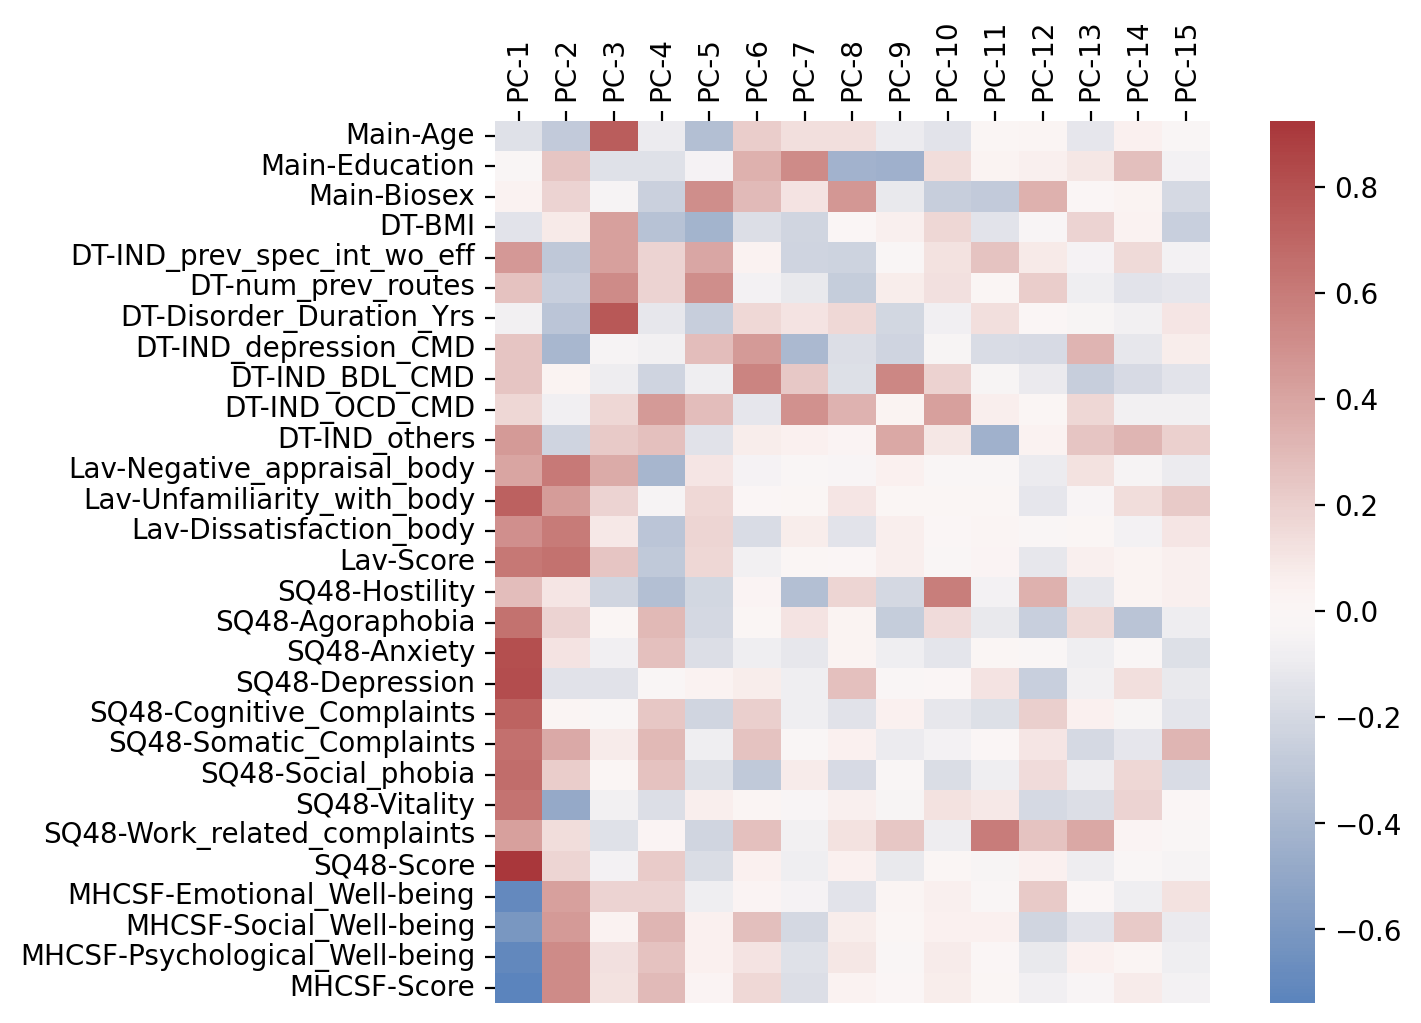 PC-1
PC-2
PC-3
PC-4
PC-5
PC-6
PC-7
PC-8
PC-9
PC-10
PC-11
PC-12
PC-13
PC-14
PC-15
Main-Age
Main-Education
Main-Biosex
DT-BMI
DT-IND_prev_spec_int_wo_eff
DT-num_prev_routes
DT-Disorder_Duration_Yrs
DT-IND_depression_CMD
DT-IND_BDL_CMD
DT-IND_OCD_CMD
DT-IND_others
Lav-Negative_appraisal_body
Lav-Unfamiliarity_with_body
Lav-Dissatisfaction_body
Lav-Score
SQ48-Hostility
SQ48-Agoraphobia
SQ48-Anxiety
SQ48-Depression
SQ48-Cognitive_Complaints
SQ48-Somatic_Complaints
SQ48-Social_phobia
SQ48-Vitality
SQ48-Work_related_complaints
SQ48-Score
MHCSF-Emotional_Well-being
MHCSF-Social_Well-being
MHCSF-Psychological_Well-being
MHCSF-Score
0.8
0.6
0.4
0.2
0.0
−0.2
−0.4
−0.6